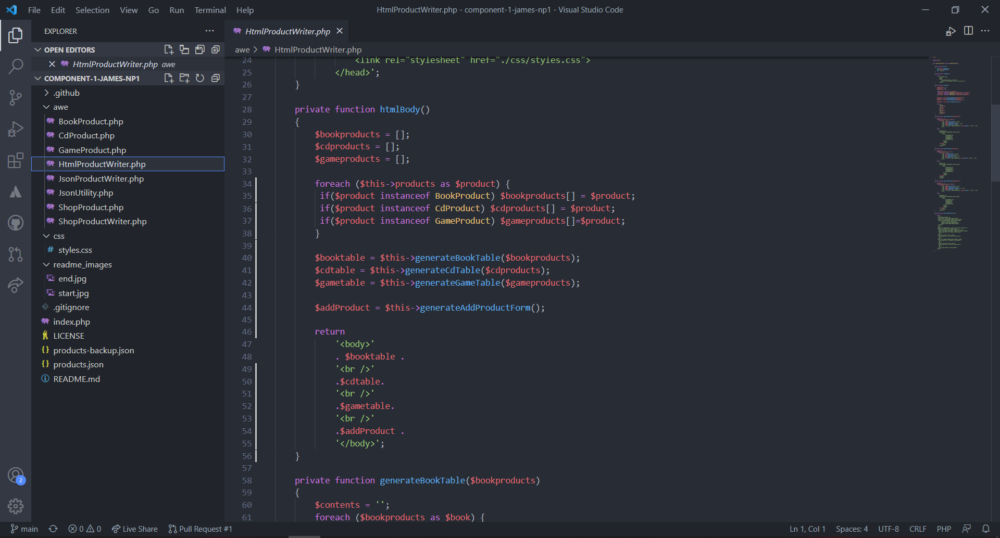 File Edit Selection View Go Run Terminal Help
HtmlProductWriter.php - component-1-james-np1 - Visual Studio Code
EXPLORER
OPEN EDITORS
HtmlProductWriter.php awe
COMPONENT-1-JAMES-NP1
.github
awe
BookProduct.php
CdProduct.php
GameProduct.php
HtmlProductWriter.php
JsonProductWriter.php
JsonUtility.php
ShopProduct.php
ShopProductWriter.php
css
# styles.css
readme_images
end.jpg
start.jpg
.gitignore
index.php
LICENSE
{} products-backup.json
{} products.json
README.md
2
HtmlProductWriter.php
awe > HtmlProductWriter.php
24 <link rel="stylesheet" href="./css/styles.css">
25 </head>';
26 }
27
28 private function htmlBody()
29 {
30 $bookproducts = [];
31 $cdproducts = [];
32 $gameproducts = [];
33
34 foreach ($this->products as $product) {
35 if($product instanceof BookProduct) $bookproducts[] = $product;
36 if($product instanceof CdProduct) $cdproducts[] = $product;
37 if($product instanceof GameProduct) $gameproducts[]=$product;
38 }
39
40 $booktable = $this->generateBookTable($bookproducts);
41 $cdtable = $this->generateCdTable($cdproducts);
42 $gametable = $this->generateGameTable($gameproducts);
43
44 $addProduct = $this->generateAddProductForm();
45
46 return
47 '<body>'
48 . $booktable .
49 '<br />'
50 .$cdtable.
51 '<br />'
52 .$gametable.
53 '<br />'
54 .$addProduct .
55 '</body>';
56 }
57
58 private function generateBookTable($bookproducts)
59 {
60 $contents = '';
61 foreach ($bookproducts as $book) {
main 0 0 Live Share Pull Request #1
Ln 1, Col 1 Spaces: 4 UTF-8 CRLF PHP